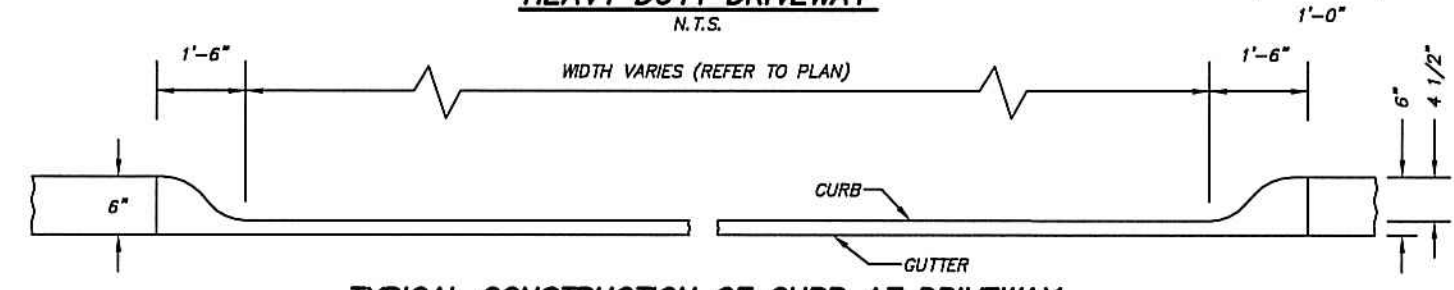 HEAVY DUTY DRIVEWAY
N.T.S.
1'-0"
1'-6"
WIDTH VARIES (REFER TO PLAN)
1'-6"
6"
4 1/2"
6"
CURB
GUTTER
TYPICAL CONSTRUCTION OF CURB AT DRIVEWAY